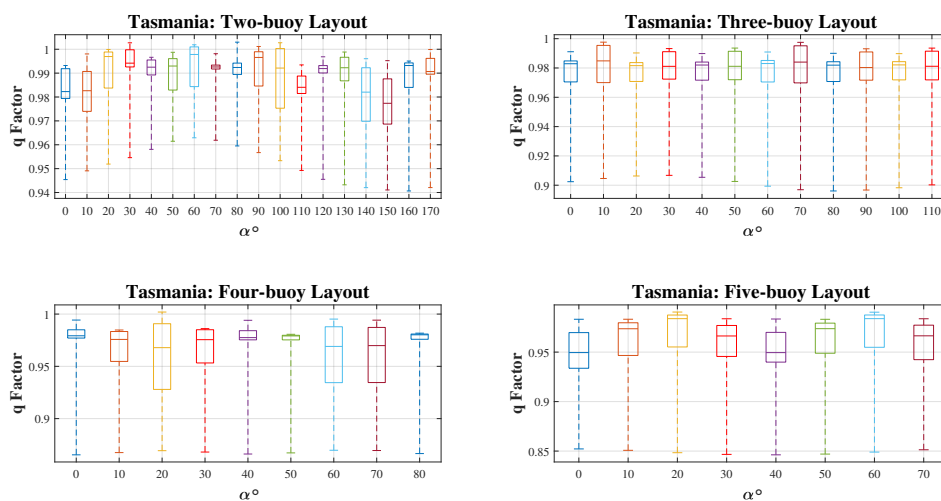 Tasmania: Two-buoy Layout
1
0.99
0.98
0.97
0.96
0.95
0.94
q Factor
0 10 20 30 40 50 60 70 80 90 100 110 120 130 140 150 160 170
α°
Tasmania: Three-buoy Layout
1
0.98
0.96
0.94
0.92
0.9
q Factor
0 10 20 30 40 50 60 70 80 90 100 110
α°
Tasmania: Four-buoy Layout
1
0.95
0.9
q Factor
0 10 20 30 40 50 60 70 80
α°
Tasmania: Five-buoy Layout
0.95
0.85
q Factor
0 10 20 30 40 50 60 70
α°